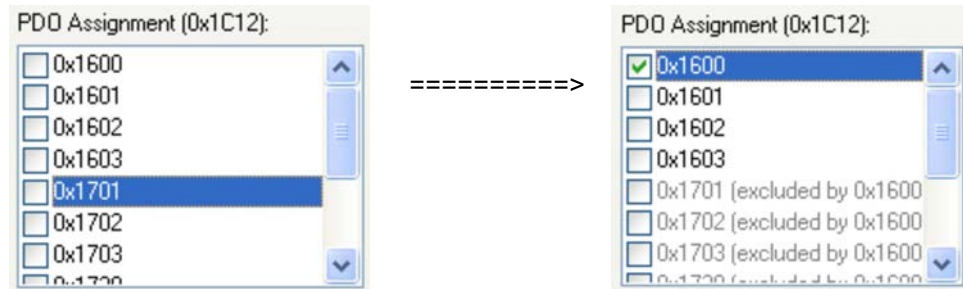 PDO Assignment (0x1C12):
0x1600
0x1601
0x1602
0x1603
0x1701
0x1702
0x1703
==========>
PDO Assignment (0x1C12):
0x1600
0x1601
0x1602
0x1603
0x1701 (excluded by 0x1600
0x1702 (excluded by 0x1600
0x1703 (excluded by 0x1600